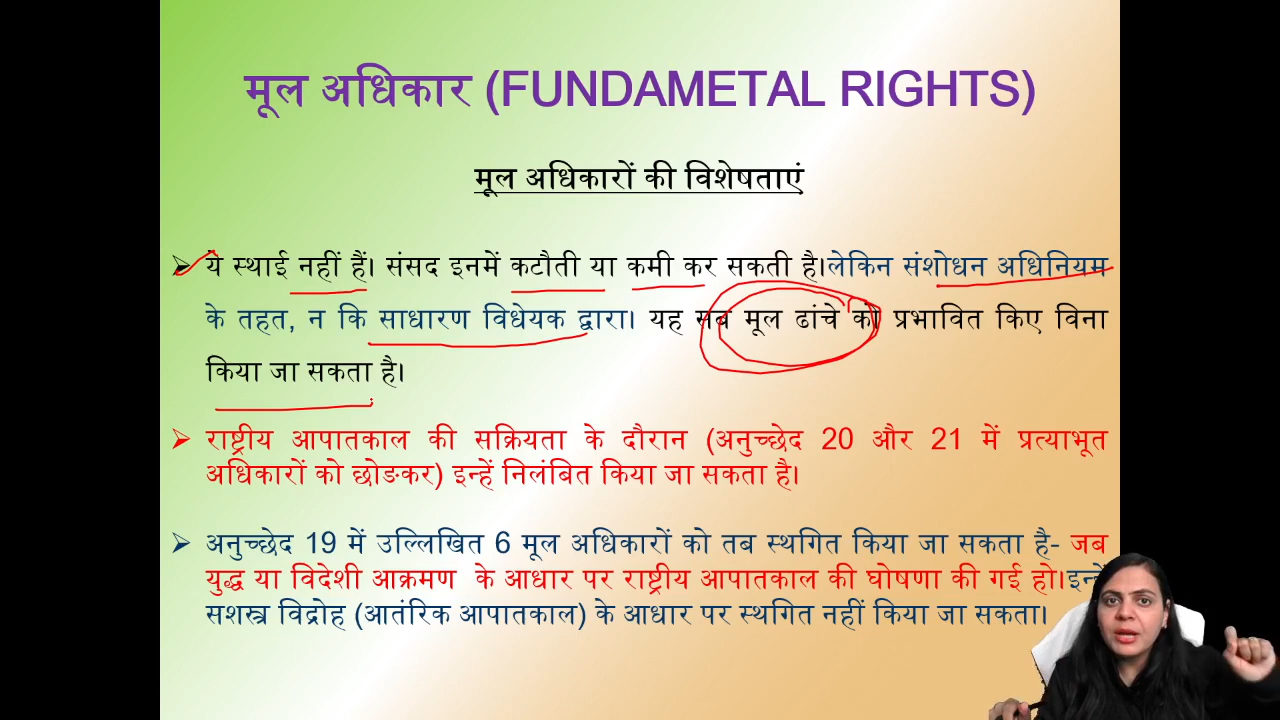 मूल अधिकार (FUNDAMETAL RIGHTS)
मूल अधिकारों की विशेषताएं
ये स्थाई नहीं हैं। संसद इनमें कटौती या कमी कर सकती है।लेकिन संशोधन अधिनियम
के तहत, न कि साधारण विधेयक द्वारा। यह सब मूल ढांचे को प्रभावित किए विना
किया जा सकता है।
राष्ट्रीय आपातकाल की सक्रियता के दौरान (अनुच्छेद 20 और 21 में प्रत्याभूत
अधिकारों को छोङकर) इन्हें निलंबित किया जा सकता है।
अनुच्छेद 19 में उल्लिखित 6 मूल अधिकारों को तब स्थगित किया जा सकता है- जब
युद्ध या विदेशी आक्रमण के आधार पर राष्ट्रीय आपातकाल की घोषणा की गई हो।इन्हें
सशस्त्र विद्रोह (आतंरिक आपातकाल) के आधार पर स्थगित नहीं किया जा सकता।